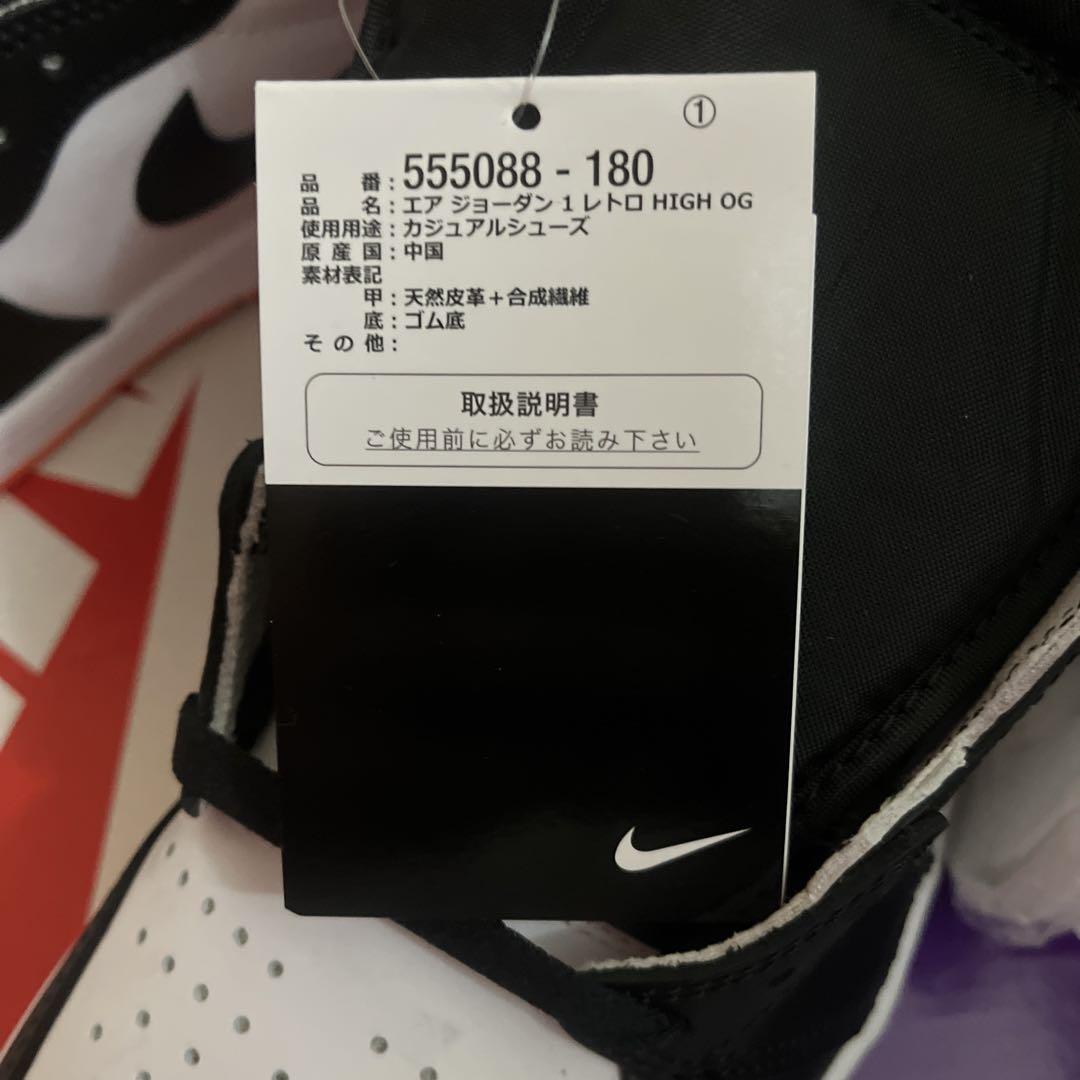 ①
品 番：555088 - 180
品 名：エア ジョーダン 1 レトロ HIGH OG
使用用途：カジュアルシューズ
原 産 国：中国
素材表記
甲：天然皮革＋合成繊維
底：ゴム底
そ の 他：
取扱説明書
ご使用前に必ずお読み下さい